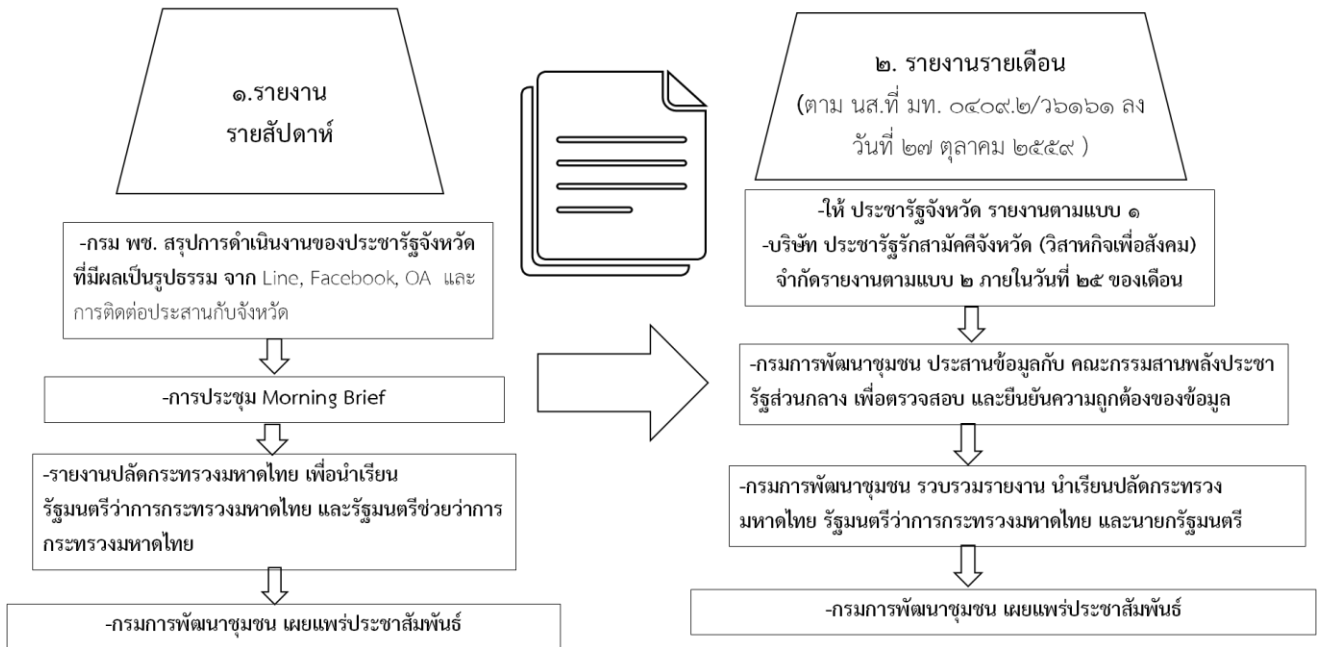 ๑.รายงาน
รายสัปดาห์
-กรม พช. สรุปการดำเนินงานของประชารัฐจังหวัด
ที่มีผลเป็นรูปธรรม จาก Line, Facebook, OA และ
การติดต่อประสานกับจังหวัด
-การประชุม Morning Brief
-รายงานปลัดกระทรวงมหาดไทย เพื่อนำเรียน
รัฐมนตรีว่าการกระทรวงมหาดไทย และรัฐมนตรีช่วยว่าการ
กระทรวงมหาดไทย
-กรมการพัฒนาชุมชน เผยแพร่ประชาสัมพันธ์
๒. รายงานรายเดือน
(ตาม นส.ที่ มท. ๐๔๐๙.๒/ว๖๑๖๑ ลง
วันที่ ๒๗ ตุลาคม ๒๕๕๙ )
-ให้ ประชารัฐจังหวัด รายงานตามแบบ ๑
-บริษัท ประชารัฐรักสามัคคีจังหวัด (วิสาหกิจเพื่อสังคม)
จำกัดรายงานตามแบบ ๒ ภายในวันที่ ๒๕ ของเดือน
-กรมการพัฒนาชุมชน ประสานข้อมูลกับ คณะกรรมสานพลังประชา
รัฐส่วนกลาง เพื่อตรวจสอบ และยืนยันความถูกต้องของข้อมูล
-กรมการพัฒนาชุมชน รวบรวมรายงาน นำเรียนปลัดกระทรวง
มหาดไทย รัฐมนตรีว่าการกระทรวงมหาดไทย และนายกรัฐมนตรี
-กรมการพัฒนาชุมชน เผยแพร่ประชาสัมพันธ์